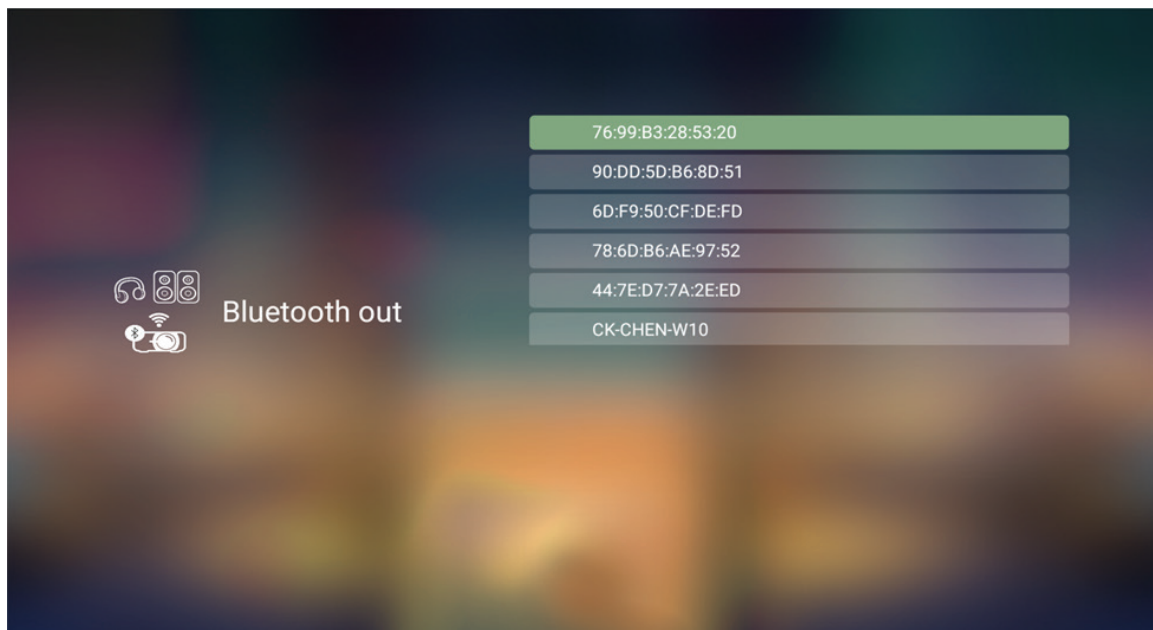 76:99:B3:28:53:20
90:DD:5D:B6:8D:51
6D:F9:50:CF:DE:FD
78:6D:B6:AE:97:52
44:7E:D7:7A:2E:ED
CK-CHEN-W10
Bluetooth out